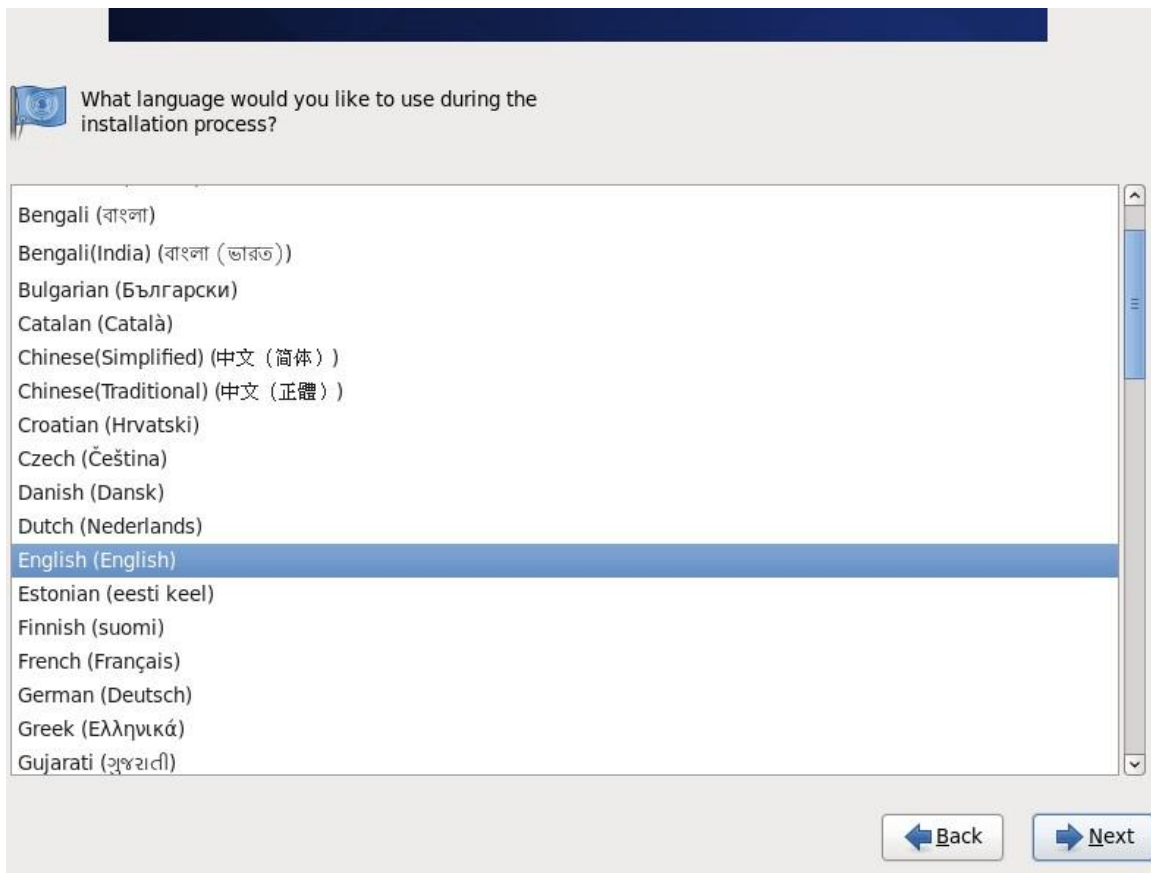 What language would you like to use during the
installation process?
Bengali (বাংলা)
Bengali(India) (বাংলা (ভারত))
Bulgarian (Български)
Catalan (Català)
Chinese(Simplified) (中文（简体）)
Chinese(Traditional) (中文（正體）)
Croatian (Hrvatski)
Czech (Čeština)
Danish (Dansk)
Dutch (Nederlands)
English (English)
Estonian (eesti keel)
Finnish (suomi)
French (Français)
German (Deutsch)
Greek (Ελληνικά)
Gujarati (ગુજરાતી)
Back
Next